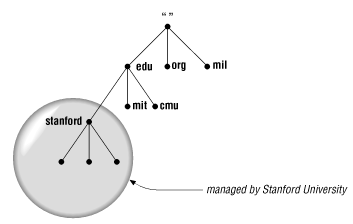 “ ”
edu org mil
mit cmu
stanford
managed by Stanford University